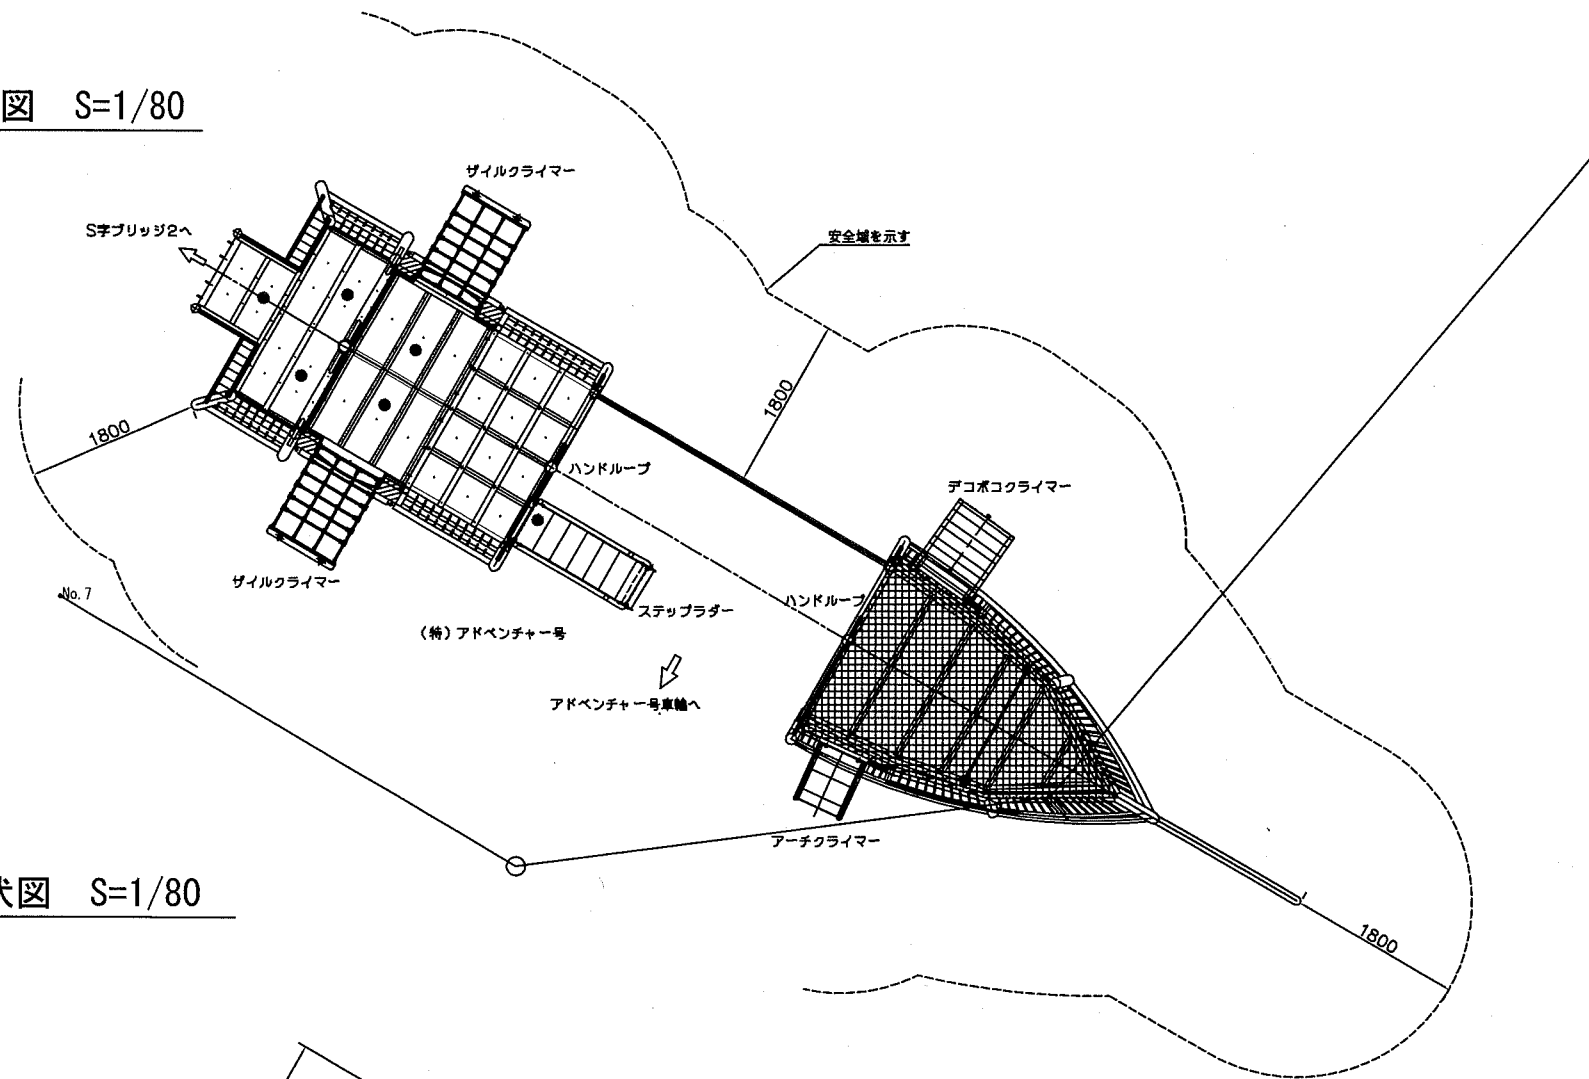 図 S=1/80
ザイルクライマー
S字ブリッジ2へ
安全域を示す
1800
1800
ハンドループ
デコボコクライマー
ザイルクライマー
No.7
ステップラダー
ハンドループ
(特)アドベンチャー号
アドベンチャー号車輪へ
アーチクライマー
状図 S=1/80
1800